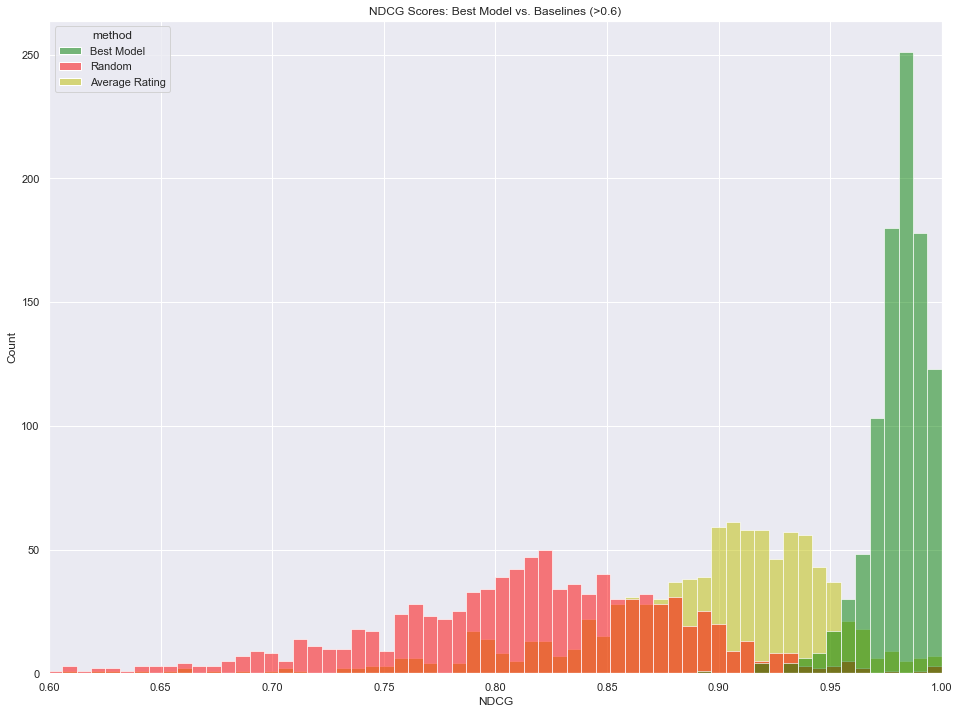 NDCG Scores: Best Model vs. Baselines (>0.6)
method
Best Model
Random
Average Rating
250
200
150
100
50
0
Count
0.60 0.65 0.70 0.75 0.80 0.85 0.90 0.95 1.00
NDCG